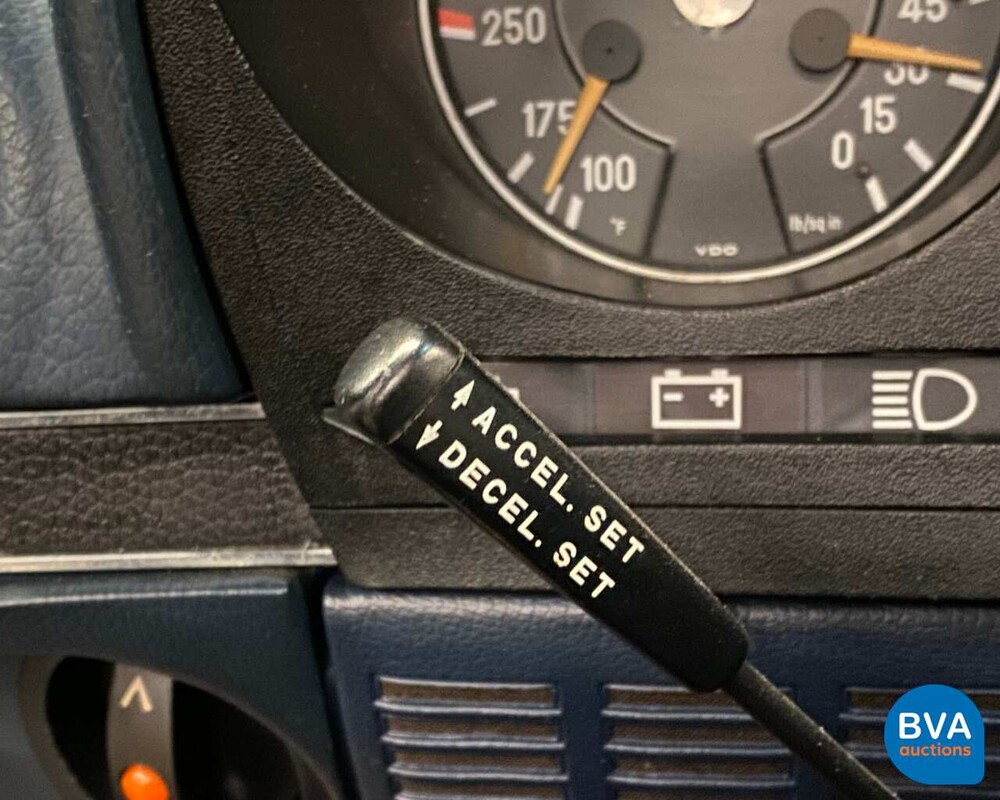 250
175
100
°F
45
30
15
0
lb/sq in
VDO
ACCEL. SET
DECEL. SET
BVA
auctions